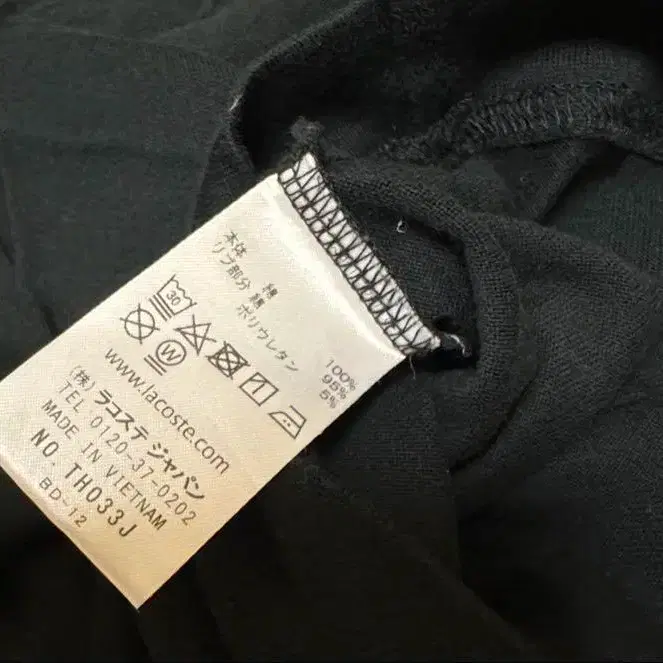 本体 綿 100%
リブ部分 綿 95%
ポリウレタン 5%
30
W
www.lacoste.com
(株) ラコステ ジャパン
TEL 0120-37-0202
MADE IN VIETNAM
NO. TH033J
BD-12